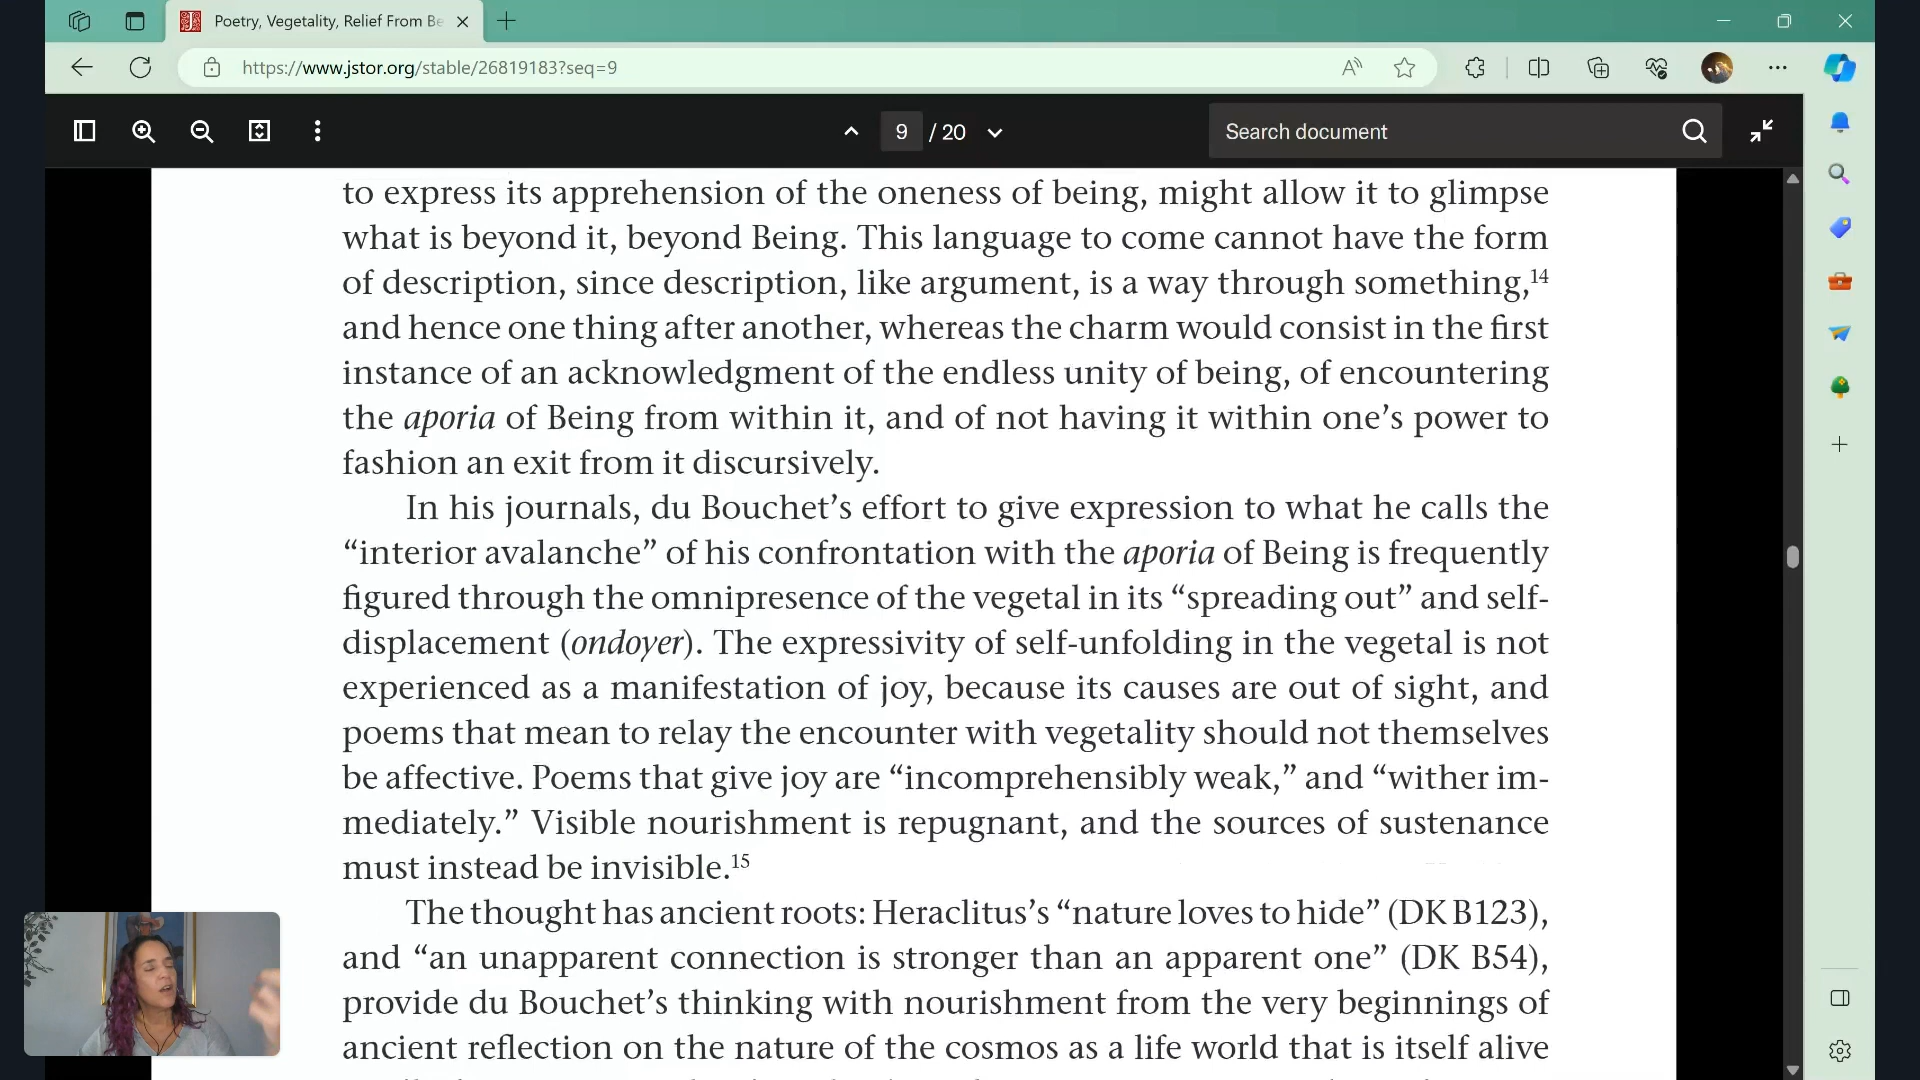 Poetry, Vegetality, Relief From Be
https://www.jstor.org/stable/26819183?seq=9
9 / 20
Search document
to express its apprehension of the oneness of being, might allow it to glimpse
what is beyond it, beyond Being. This language to come cannot have the form
of description, since description, like argument, is a way through something,14
and hence one thing after another, whereas the charm would consist in the first
instance of an acknowledgment of the endless unity of being, of encountering
the aporia of Being from within it, and of not having it within one’s power to
fashion an exit from it discursively.
In his journals, du Bouchet’s effort to give expression to what he calls the
“interior avalanche” of his confrontation with the aporia of Being is frequently
figured through the omnipresence of the vegetal in its “spreading out” and self-
displacement (ondoyer). The expressivity of self-unfolding in the vegetal is not
experienced as a manifestation of joy, because its causes are out of sight, and
poems that mean to relay the encounter with vegetality should not themselves
be affective. Poems that give joy are “incomprehensibly weak,” and “wither im-
mediately.” Visible nourishment is repugnant, and the sources of sustenance
must instead be invisible.15
The thought has ancient roots: Heraclitus’s “nature loves to hide” (DK B123),
and “an unapparent connection is stronger than an apparent one” (DK B54),
provide du Bouchet’s thinking with nourishment from the very beginnings of
ancient reflection on the nature of the cosmos as a life world that is itself alive